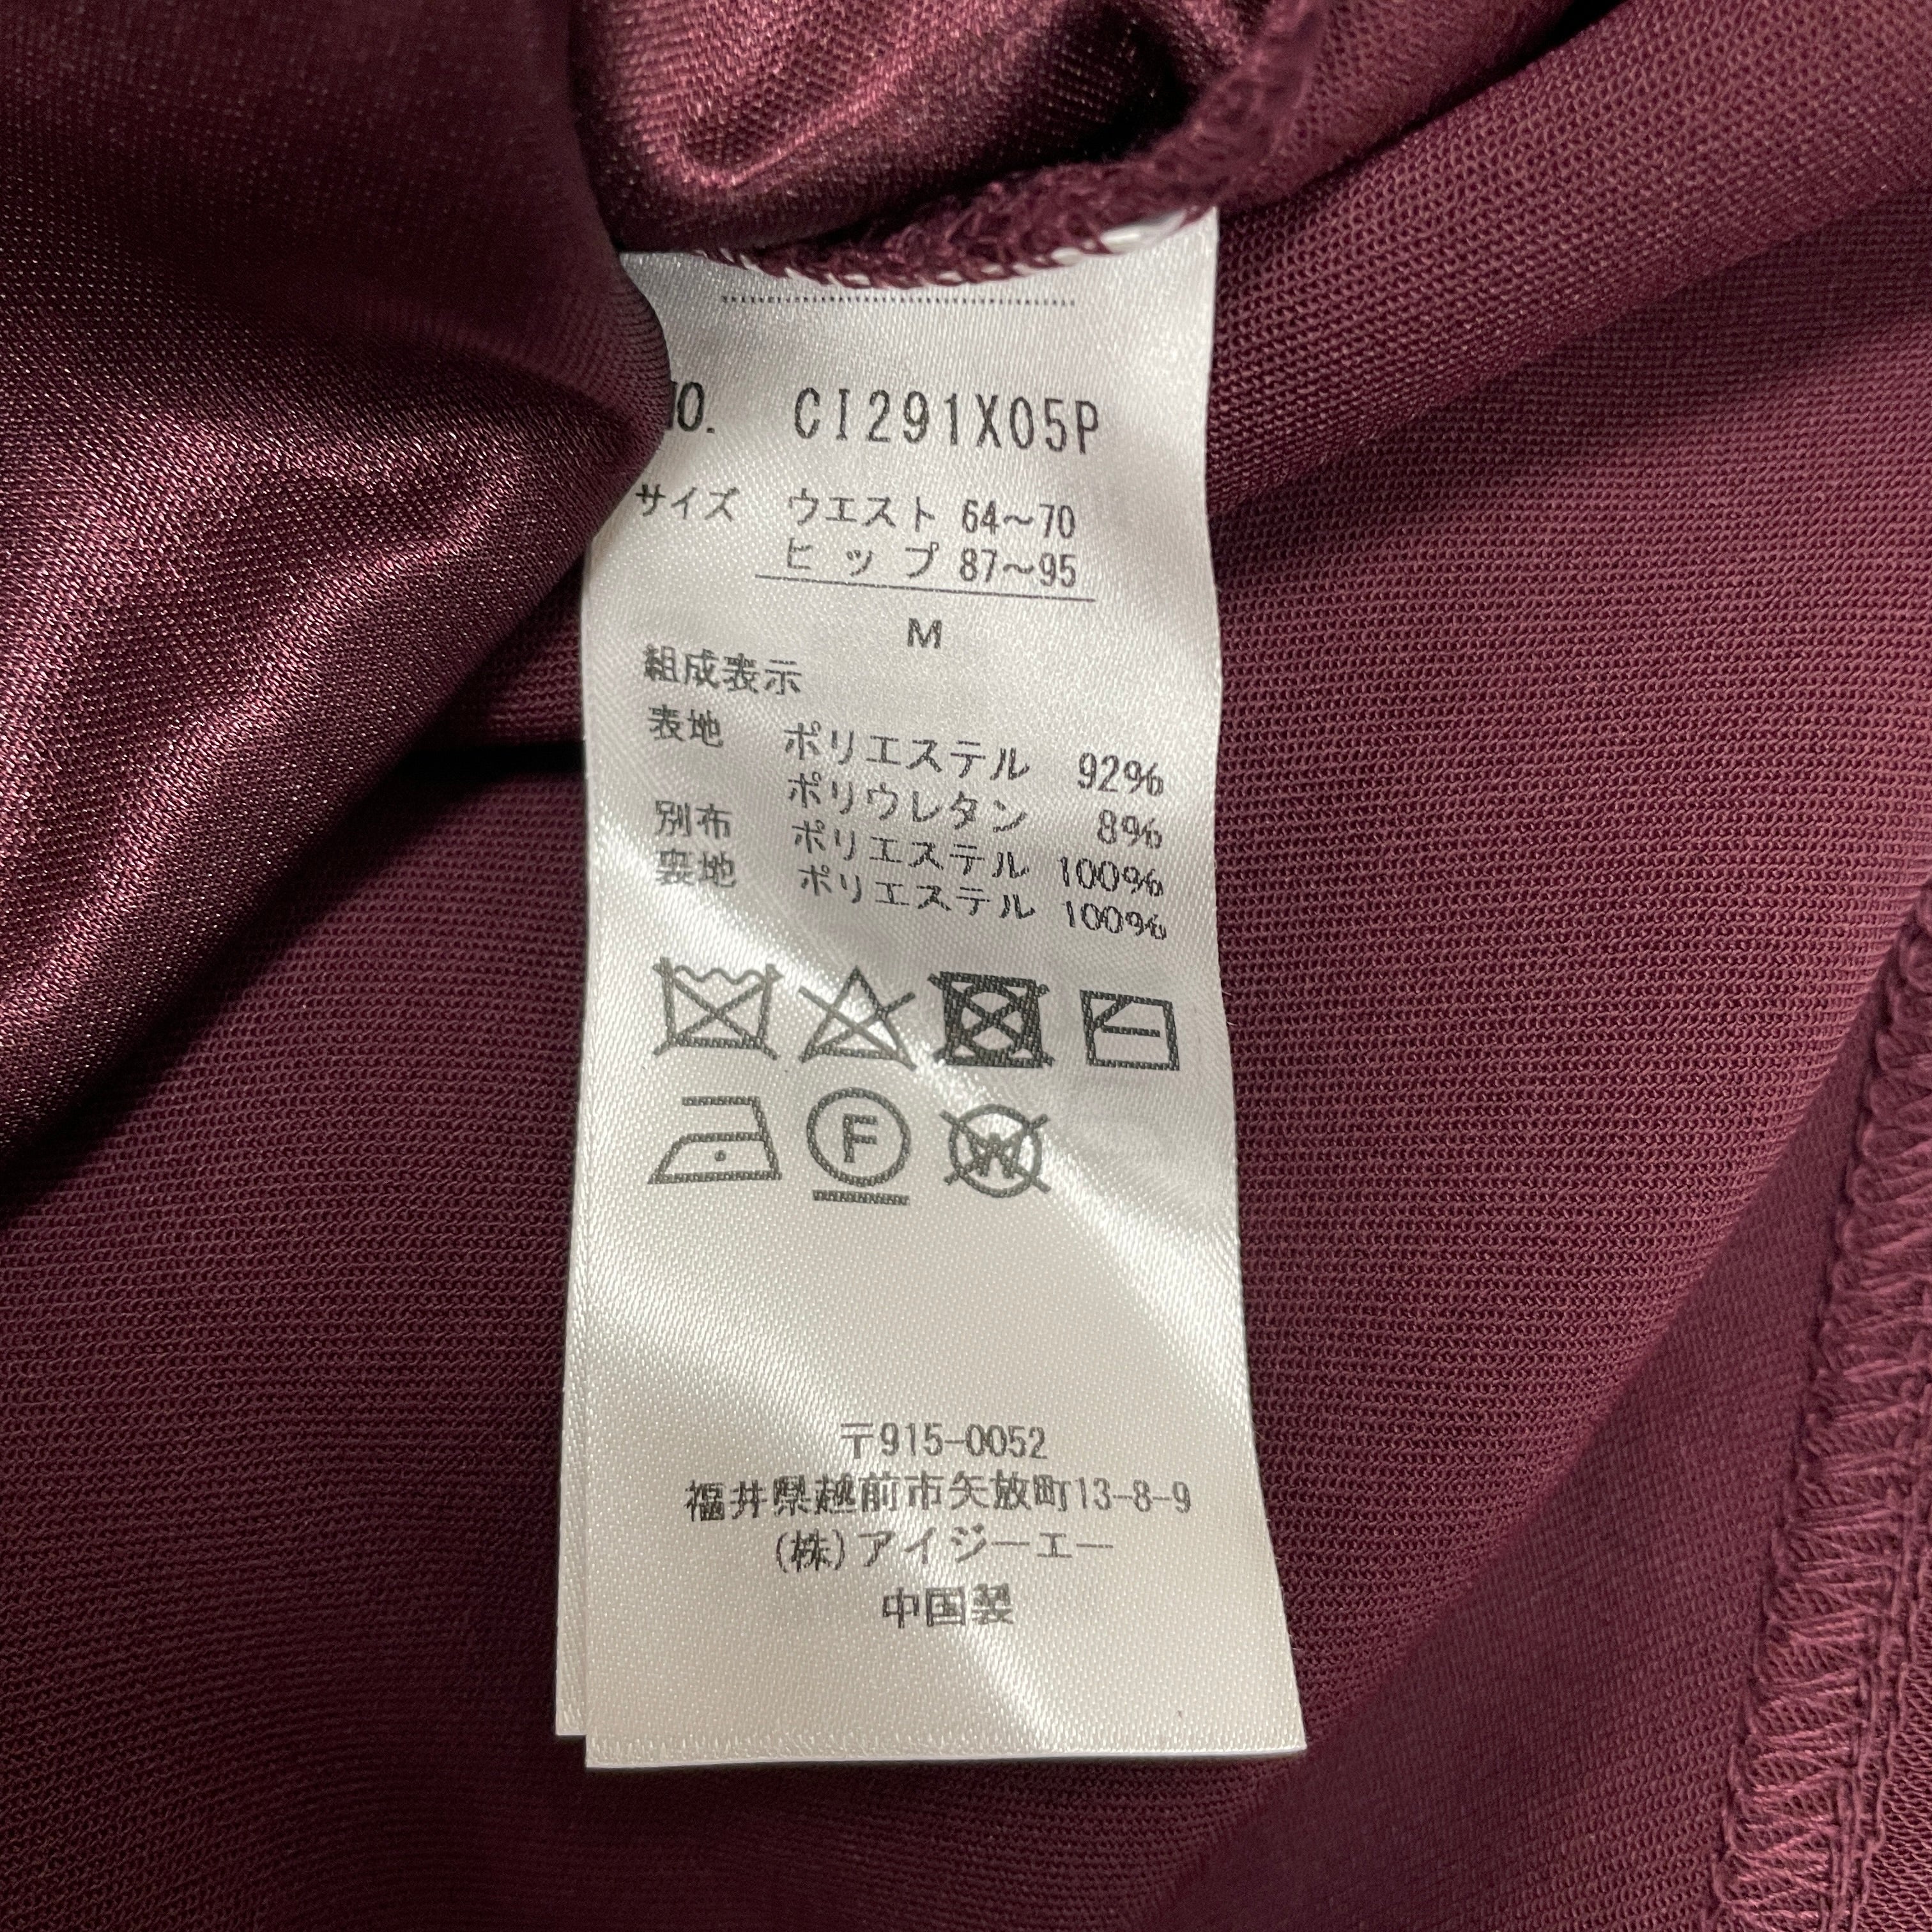 NO. CI291X05P
サイズ ウエスト 64〜70
ヒップ 87〜95
M
組成表示
表地 ポリエステル 92%
ポリウレタン 8%
別布 ポリエステル 100%
裏地 ポリエステル 100%
F W
〒915-0052
福井県越前市矢放町13-8-9
(株)アイジーエー
中国製